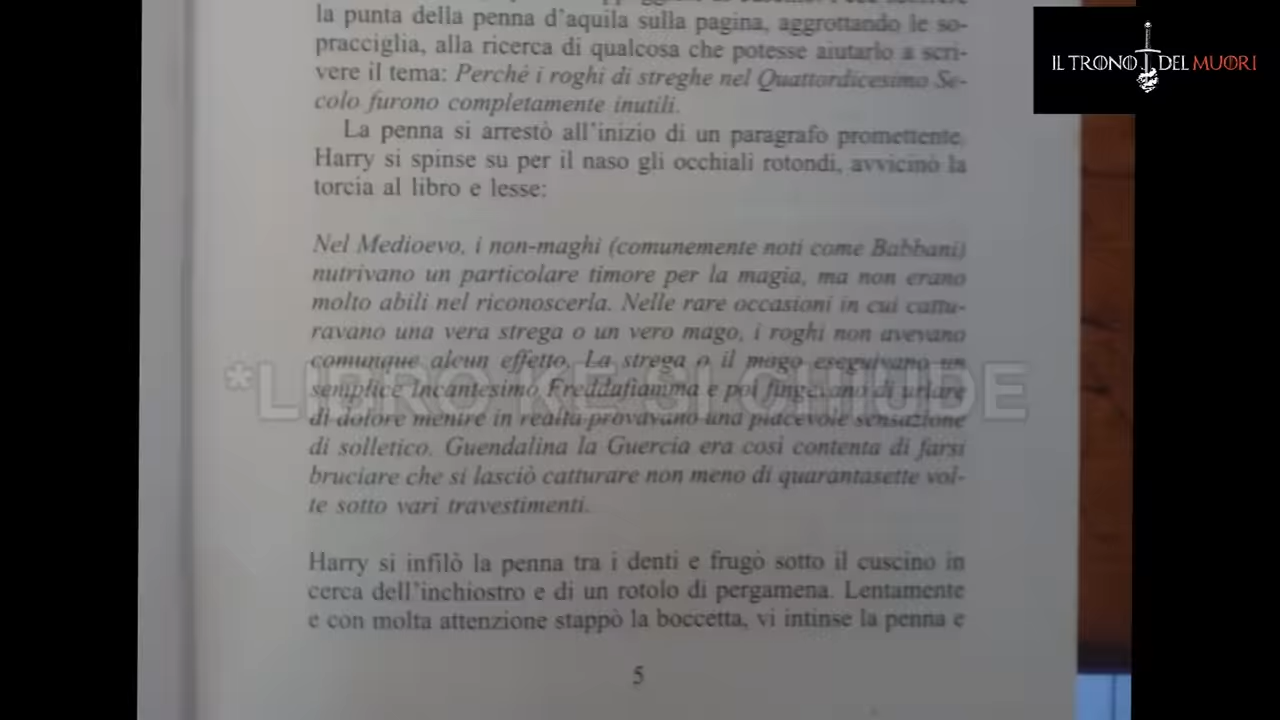 la punta della penna d'aquila sulla pagina, aggrottando le so-
pracciglia, alla ricerca di qualcosa che potesse aiutarlo a scri-
vere il tema: Perché i roghi di streghe nel Quattordicesimo Se-
colo furono completamente inutili.
La penna si arrestò all'inizio di un paragrafo promettente.
Harry si spinse su per il naso gli occhiali rotondi, avvicinò la
torcia al libro e lesse:
Nel Medioevo, i non-maghi (comunemente noti come Babbani)
nutrivano un particolare timore per la magia, ma non erano
molto abili nel riconoscerla. Nelle rare occasioni in cui cattu-
ravano una vera strega o un vero mago, i roghi non avevano
comunque alcun effetto. La strega o il mago eseguivano un
semplice Incantesimo Freddafiamma e poi fingevano di urlare
di dolore mentre in realtà provavano una piacevole sensazione
di solletico. Guendalina la Guercia era così contenta di farsi
bruciare che si lasciò catturare non meno di quarantasette vol-
te sotto vari travestimenti.
Harry si infilò la penna tra i denti e frugò sotto il cuscino in
cerca dell'inchiostro e di un rotolo di pergamena. Lentamente
e con molta attenzione stappò la boccetta, vi intinse la penna e
5
*LIBRO KE SI CHIUDE
IL TRONO DEL MUORI